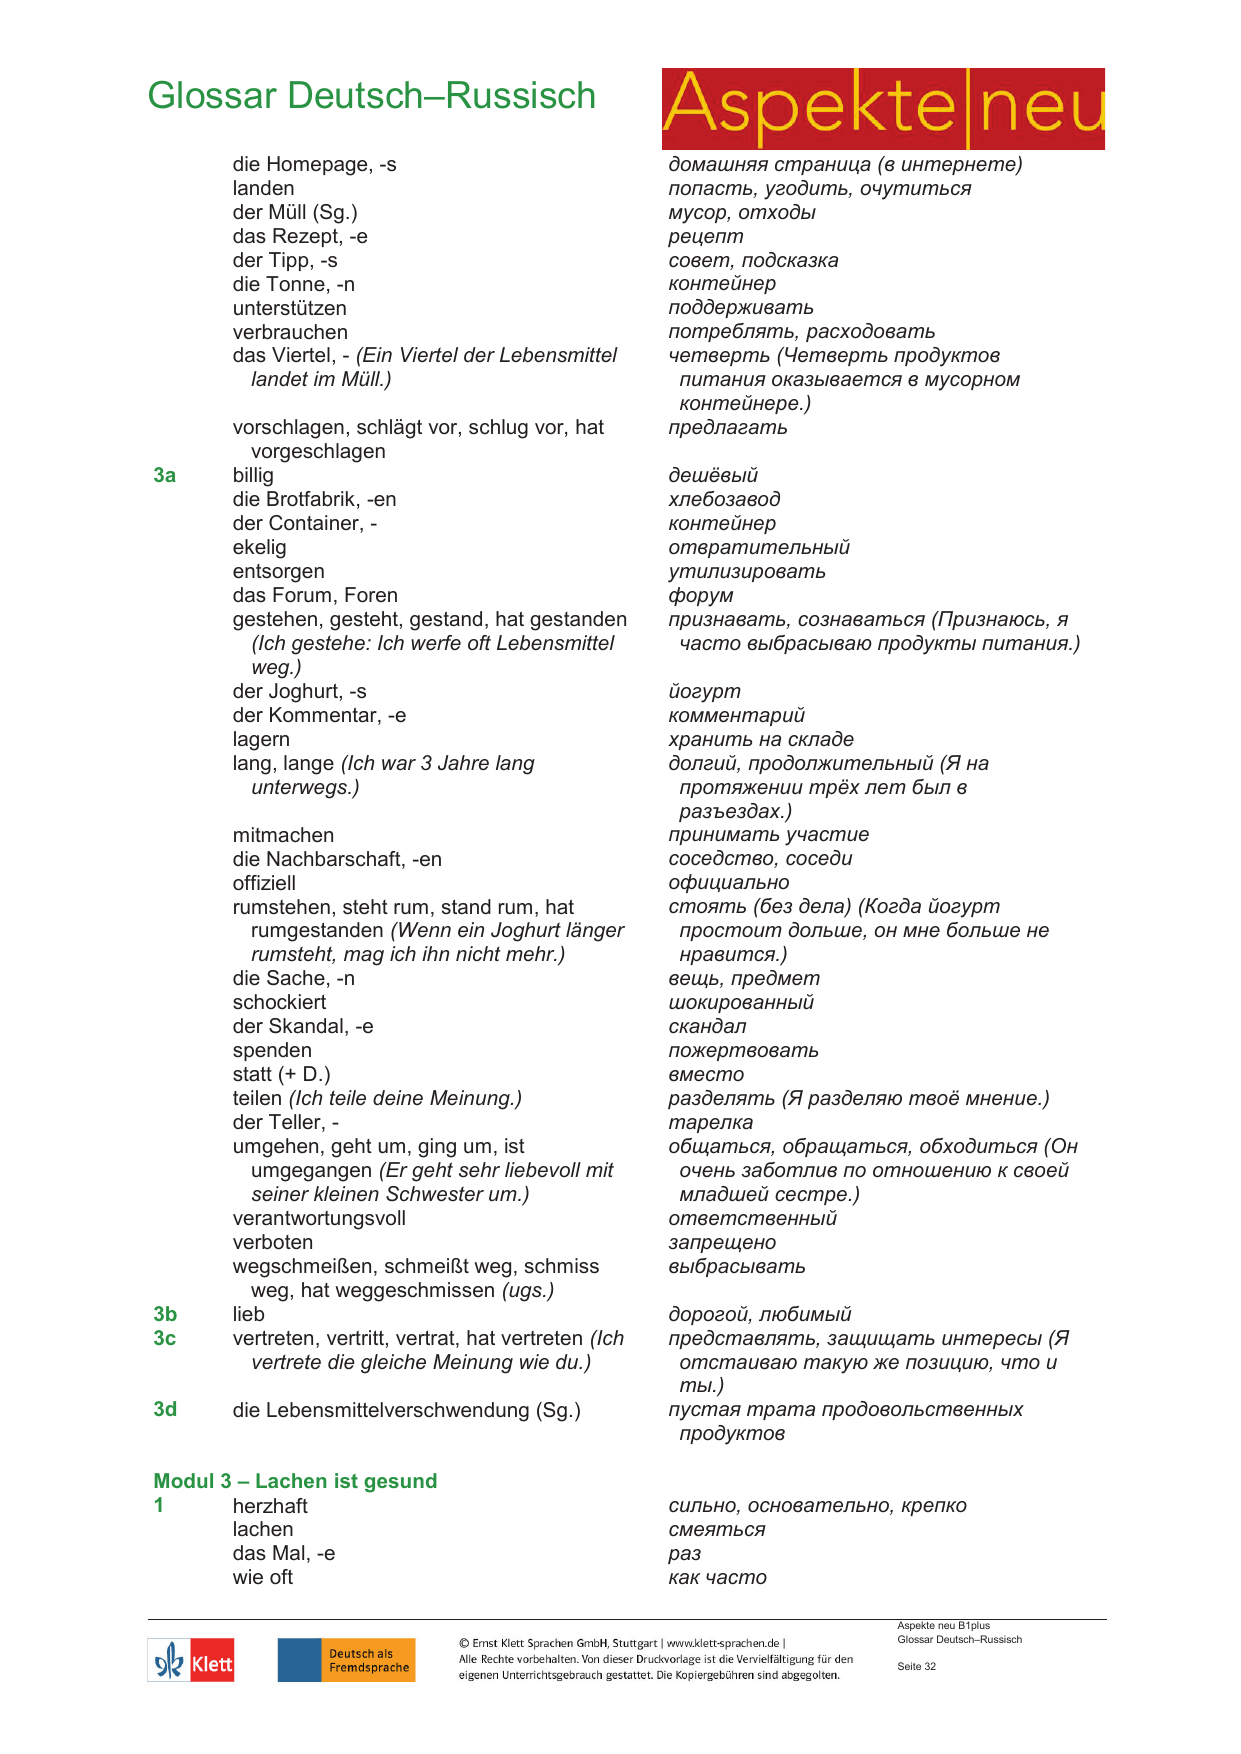 Glossar Deutsch–Russisch
Aspekte|neu
die Homepage, -s домашняя страница (в интернете)
landen попасть, угодить, очутиться
der Müll (Sg.) мусор, отходы
das Rezept, -e рецепт
der Tipp, -s совет, подсказка
die Tonne, -n контейнер
unterstützen поддерживать
verbrauchen потреблять, расходовать
das Viertel, - (Ein Viertel der Lebensmittel четверть (Четверть продуктов
landet im Müll.) питания оказывается в мусорном
контейнере.)
vorschlagen, schlägt vor, schlug vor, hat предлагать
vorgeschlagen
3a billig дешёвый
die Brotfabrik, -en хлебозавод
der Container, - контейнер
ekelig отвратительный
entsorgen утилизировать
das Forum, Foren форум
gestehen, gesteht, gestand, hat gestanden признавать, сознаваться (Признаюсь, я
(Ich gestehe: Ich werfe oft Lebensmittel часто выбрасываю продукты питания.)
weg.)
der Joghurt, -s йогурт
der Kommentar, -e комментарий
lagern хранить на складе
lang, lange (Ich war 3 Jahre lang долгий, продолжительный (Я на
unterwegs.) протяжении трёх лет был в
разъездах.)
mitmachen принимать участие
die Nachbarschaft, -en соседство, соседи
offiziell официально
rumstehen, steht rum, stand rum, hat стоять (без дела) (Когда йогурт
rumgestanden (Wenn ein Joghurt länger простоит дольше, он мне больше не
rumsteht, mag ich ihn nicht mehr.) нравится.)
die Sache, -n вещь, предмет
schockiert шокированный
der Skandal, -e скандал
spenden пожертвовать
statt (+ D.) вместо
teilen (Ich teile deine Meinung.) разделять (Я разделяю твоё мнение.)
der Teller, - тарелка
umgehen, geht um, ging um, ist общаться, обращаться, обходиться (Он
umgegangen (Er geht sehr liebevoll mit очень заботлив по отношению к своей
seiner kleinen Schwester um.) младшей сестре.)
verantwortungsvoll ответственный
verboten запрещено
wegschmeißen, schmeißt weg, schmiss выбрасывать
weg, hat weggeschmissen (ugs.)
3b lieb дорогой, любимый
3c vertreten, vertritt, vertrat, hat vertreten (Ich представлять, защищать интересы (Я
vertrete die gleiche Meinung wie du.) отстаиваю такую же позицию, что и
ты.)
3d die Lebensmittelverschwendung (Sg.) пустая трата продовольственных
продуктов
Modul 3 – Lachen ist gesund
1 herzhaft сильно, основательно, крепко
lachen смеяться
das Mal, -e раз
wie oft как часто
Klett
Deutsch als
Fremdsprache
© Ernst Klett Sprachen GmbH, Stuttgart | www.klett-sprachen.de |
Alle Rechte vorbehalten. Von dieser Druckvorlage ist die Vervielfältigung für den
eigenen Unterrichtsgebrauch gestattet. Die Kopiergebühren sind abgegolten.
Aspekte neu B1plus
Glossar Deutsch–Russisch
Seite 32